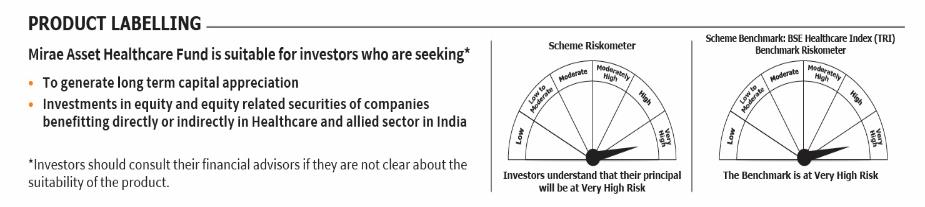 PRODUCT LABELLING
Mirae Asset Healthcare Fund is suitable for investors who are seeking*
• To generate long term capital appreciation
• Investments in equity and equity related securities of companies
benefitting directly or indirectly in Healthcare and allied sector in India
*Investors should consult their financial advisors if they are not clear about the
suitability of the product.
Scheme Riskometer
Low
Low to
Moderate
Moderate
Moderately
High
High
Very
High
Investors understand that their principal
will be at Very High Risk
Scheme Benchmark: BSE Healthcare Index (TRI)
Benchmark Riskometer
Low
Low to
Moderate
Moderate
Moderately
High
High
Very
High
The Benchmark is at Very High Risk